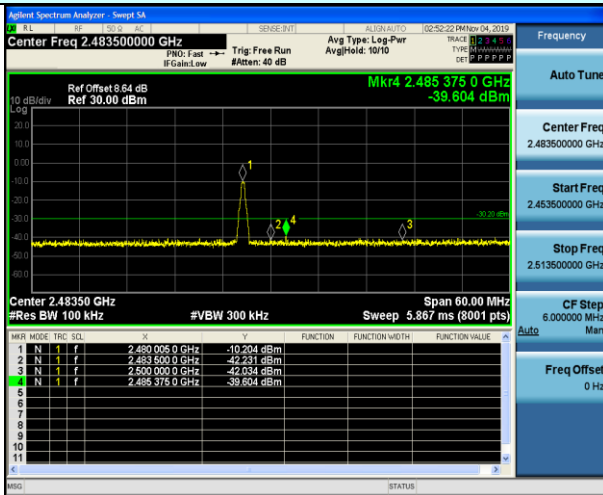 Agilent Spectrum Analyzer - Swept SA
RL RF 50 Ω AC SENSE:INT ALIGN AUTO 02:52:22 PM Nov 04, 2019
Center Freq 2.483500000 GHz
PNO: Fast
IFGain:Low
Trig: Free Run
#Atten: 40 dB
Avg Type: Log-Pwr
Avg|Hold: 10/10
TRACE 1 2 3 4 5 6
TYPE M
DET P P P P P P
Ref Offset 8.64 dB
Ref 30.00 dBm
10 dB/div
Log
Mkr4 2.485 375 0 GHz
-39.604 dBm
20.0
10.0
0.00
-10.0
-20.0
-30.0
-40.0
-50.0
-60.0
1
2
4
3
-30.20 dBm
Center 2.48350 GHz
#Res BW 100 kHz
#VBW 300 kHz
Span 60.00 MHz
Sweep 5.867 ms (8001 pts)
MKR MODE TRC SCL X Y FUNCTION FUNCTION WIDTH FUNCTION VALUE
1 N 1 f 2.480 005 0 GHz -10.204 dBm
2 N 1 f 2.483 500 0 GHz -42.231 dBm
3 N 1 f 2.500 000 0 GHz -42.034 dBm
4 N 1 f 2.485 375 0 GHz -39.604 dBm
5
6
7
8
9
10
11
MSG STATUS
Frequency
Auto Tune
Center Freq
2.483500000 GHz
Start Freq
2.453500000 GHz
Stop Freq
2.513500000 GHz
CF Step
6.000000 MHz
Auto Man
Freq Offset
0 Hz